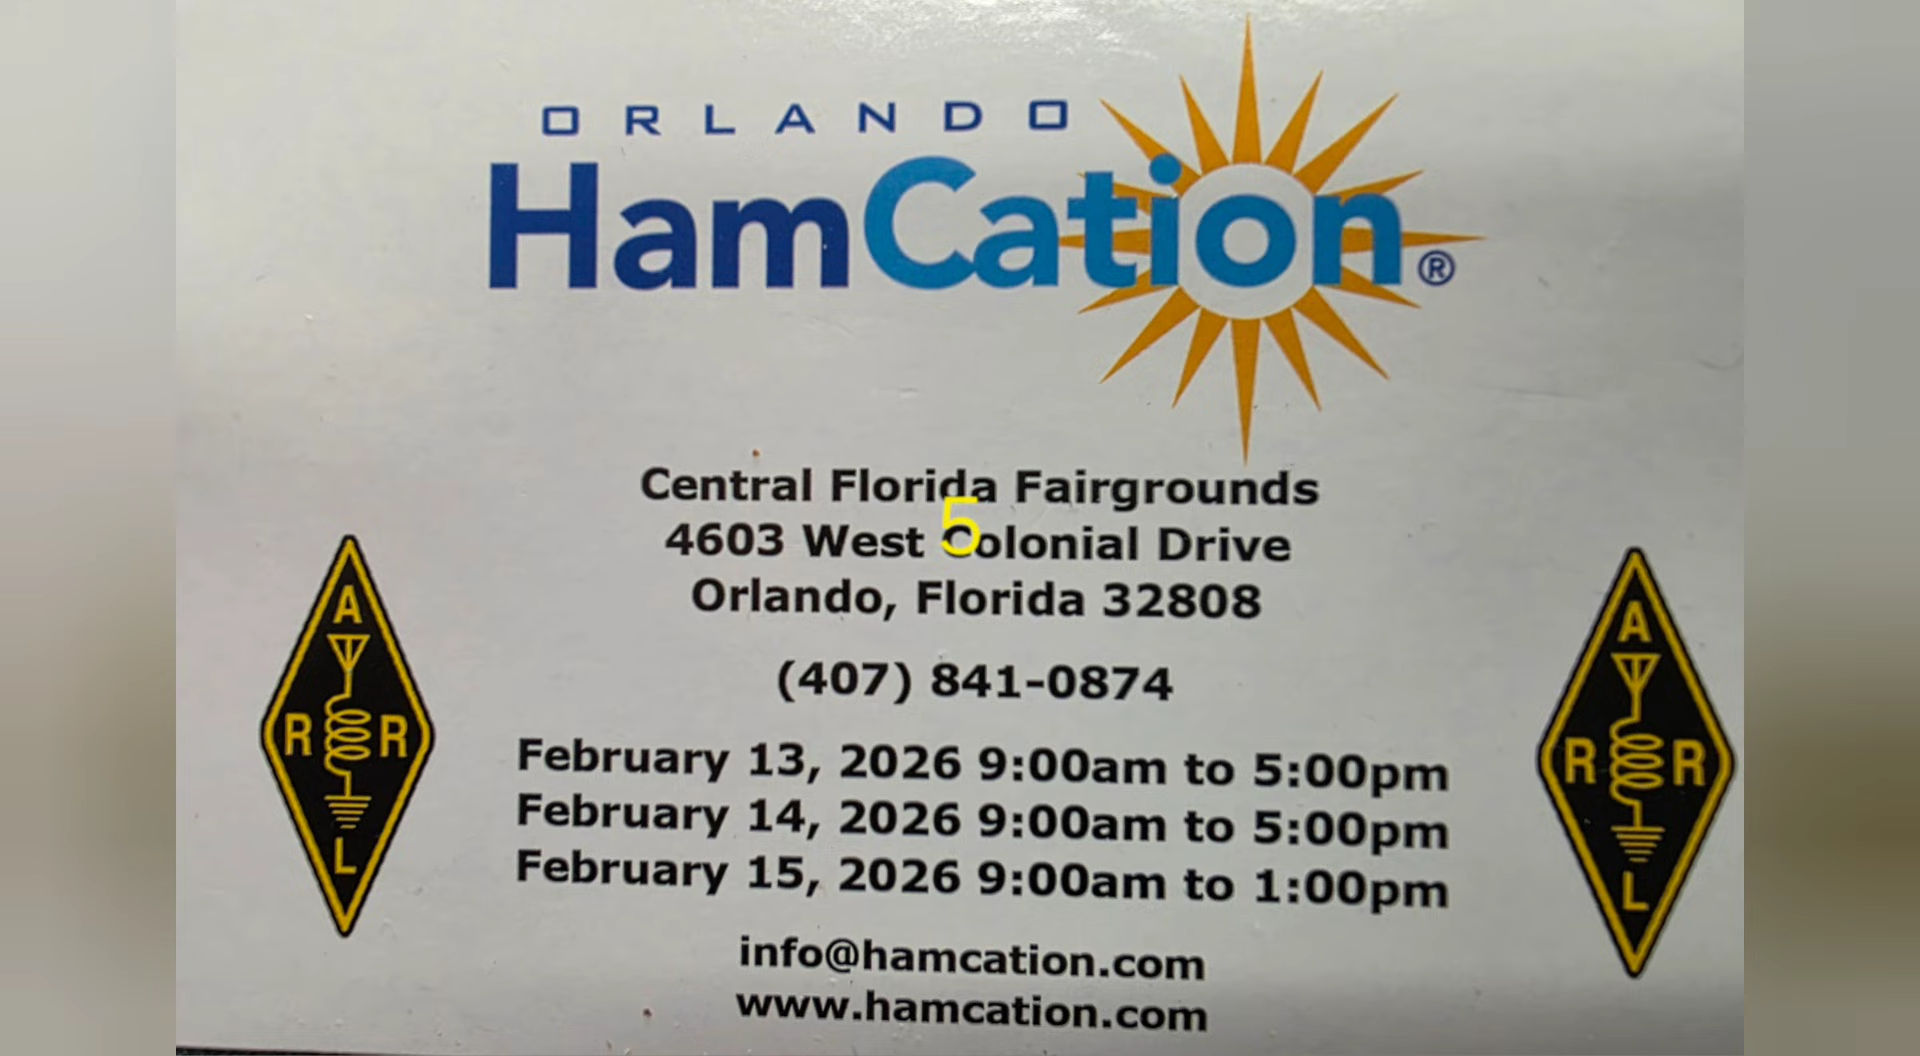 ORLANDO
HamCation®
Central Florida Fairgrounds
4603 West Colonial Drive
5
Orlando, Florida 32808
(407) 841-0874
February 13, 2026 9:00am to 5:00pm
February 14, 2026 9:00am to 5:00pm
February 15, 2026 9:00am to 1:00pm
info@hamcation.com
www.hamcation.com
A
R R
L
A
R R
L